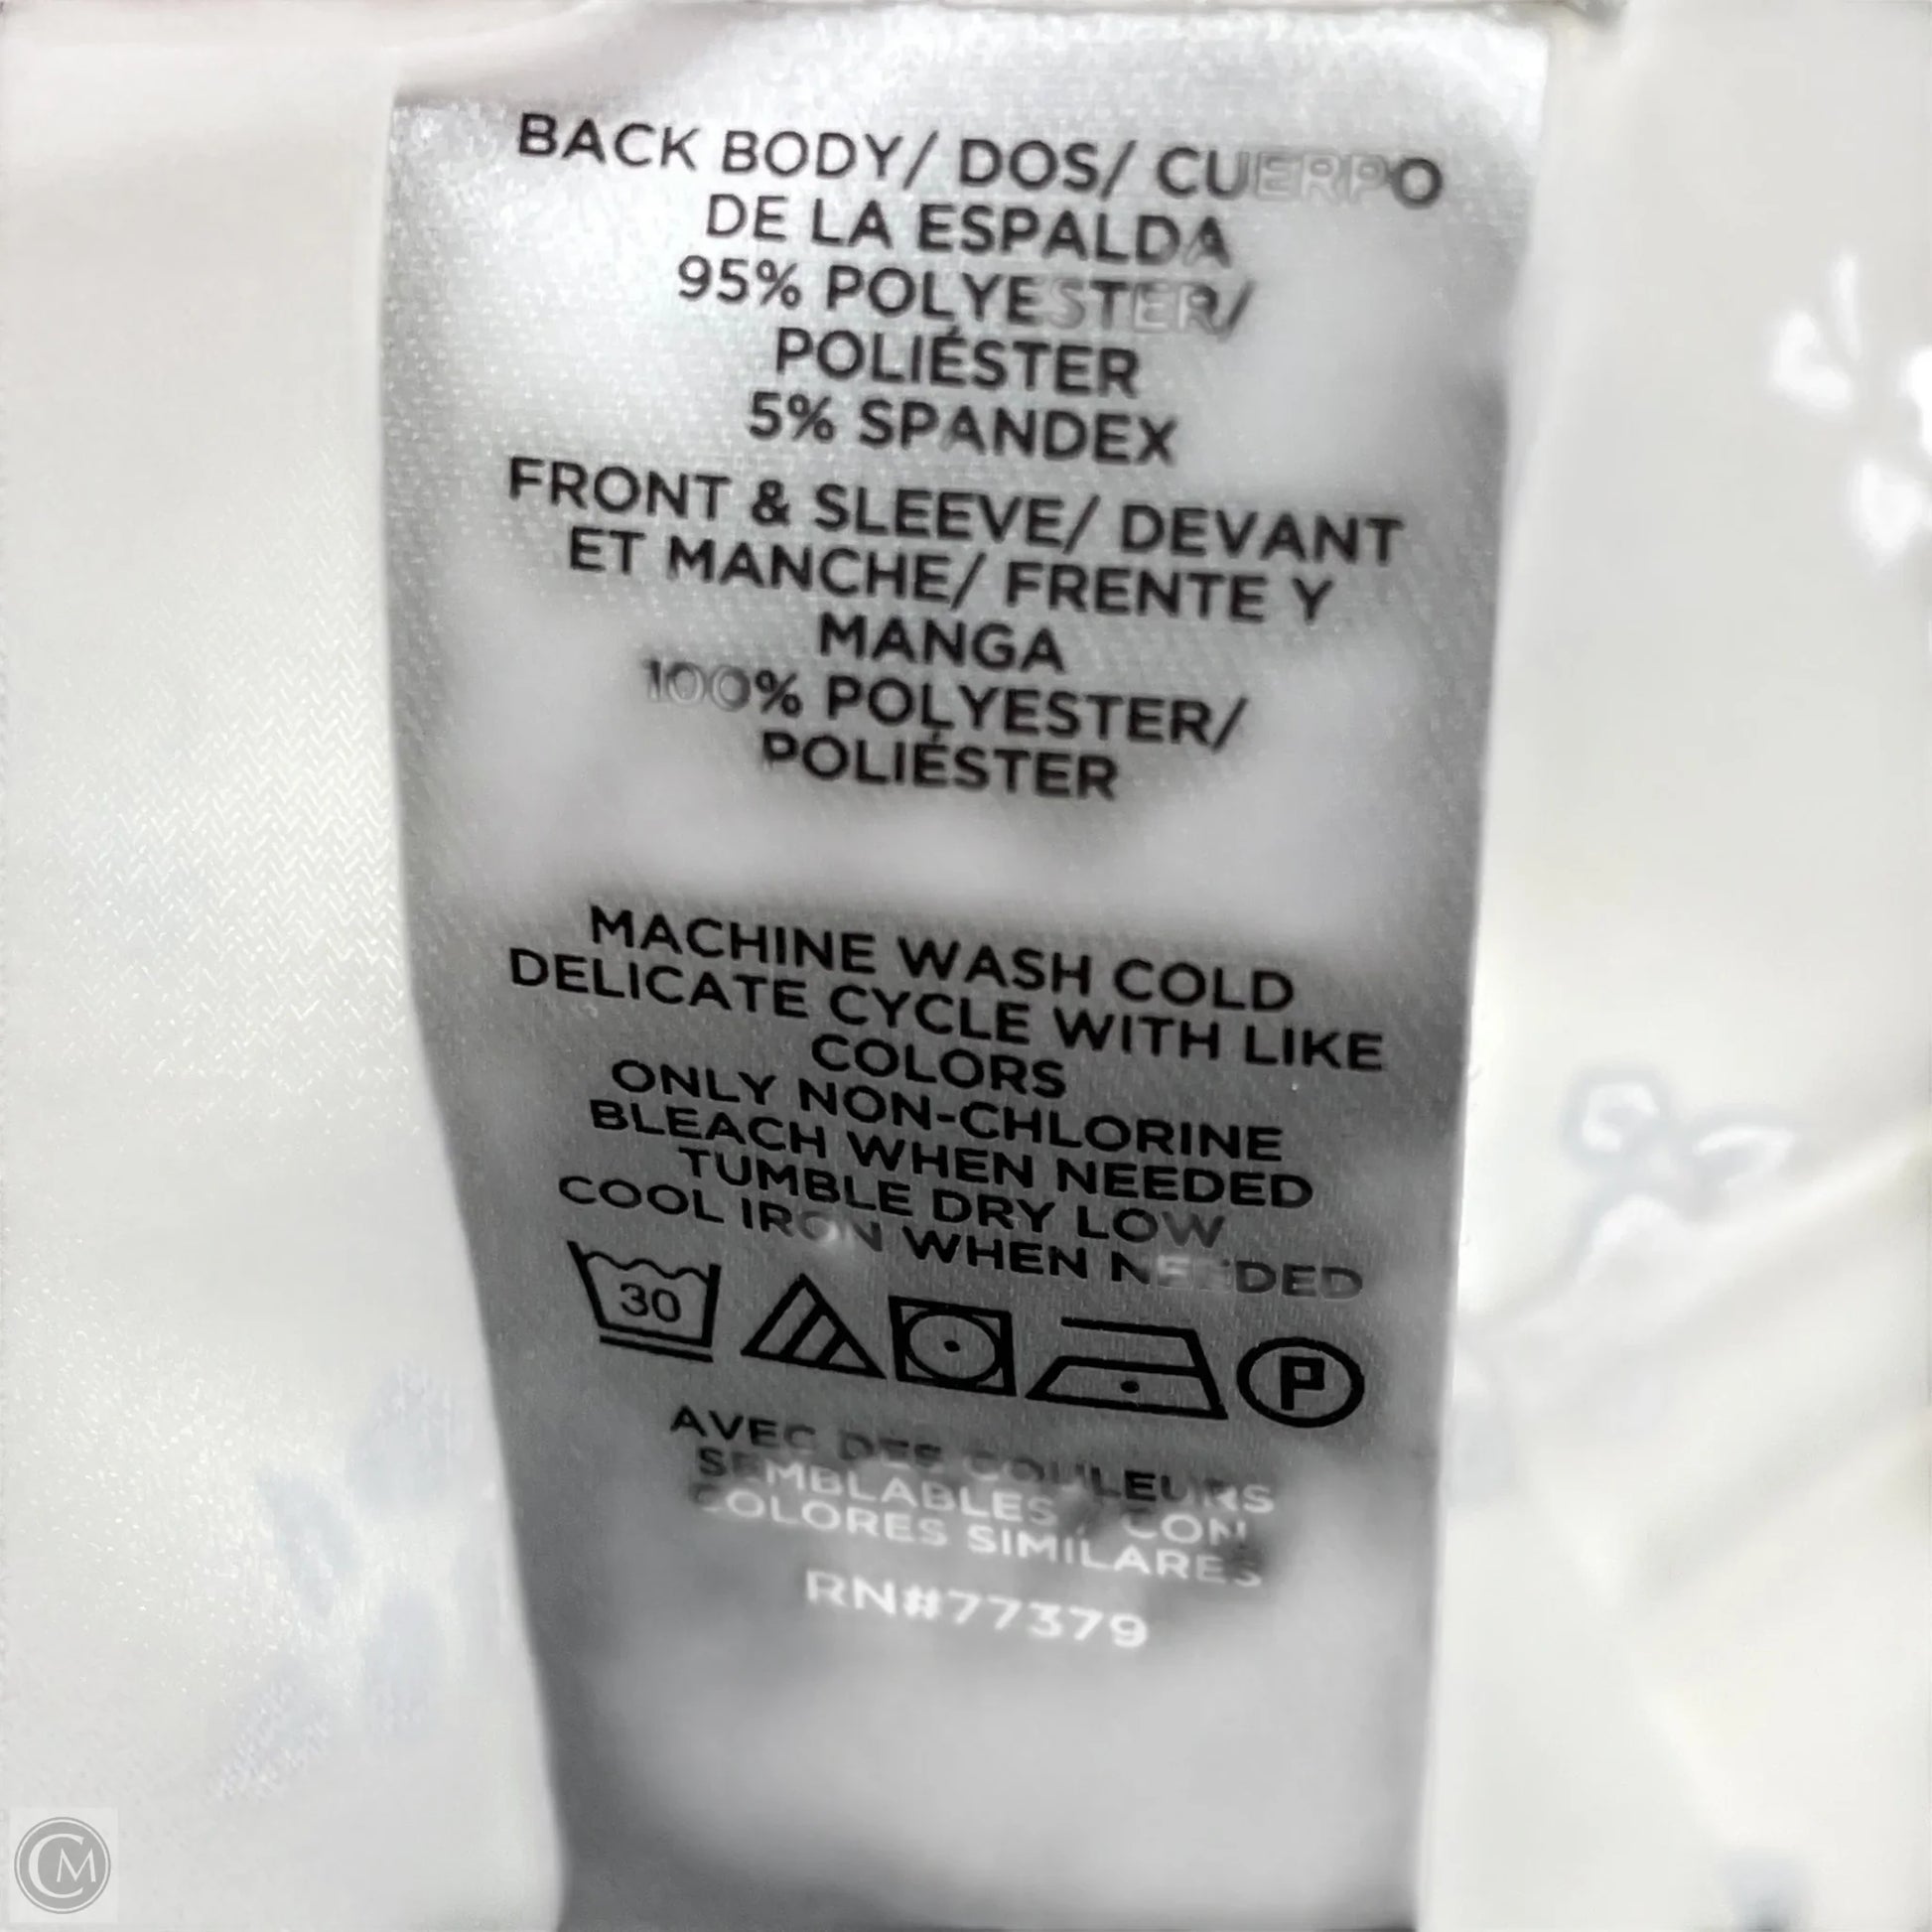 BACK BODY/ DOS/ CUERPO
DE LA ESPALDA
95% POLYESTER/
POLIÉSTER
5% SPANDEX
FRONT & SLEEVE/ DEVANT
ET MANCHE/ FRENTE Y
MANGA
100% POLYESTER/
POLIÉSTER
MACHINE WASH COLD
DELICATE CYCLE WITH LIKE
COLORS
ONLY NON-CHLORINE
BLEACH WHEN NEEDED
TUMBLE DRY LOW
COOL IRON WHEN NEEDED
30
P
AVEC DES COULEURS
SEMBLABLES / CON
COLORES SIMILARES
RN#77379
CM